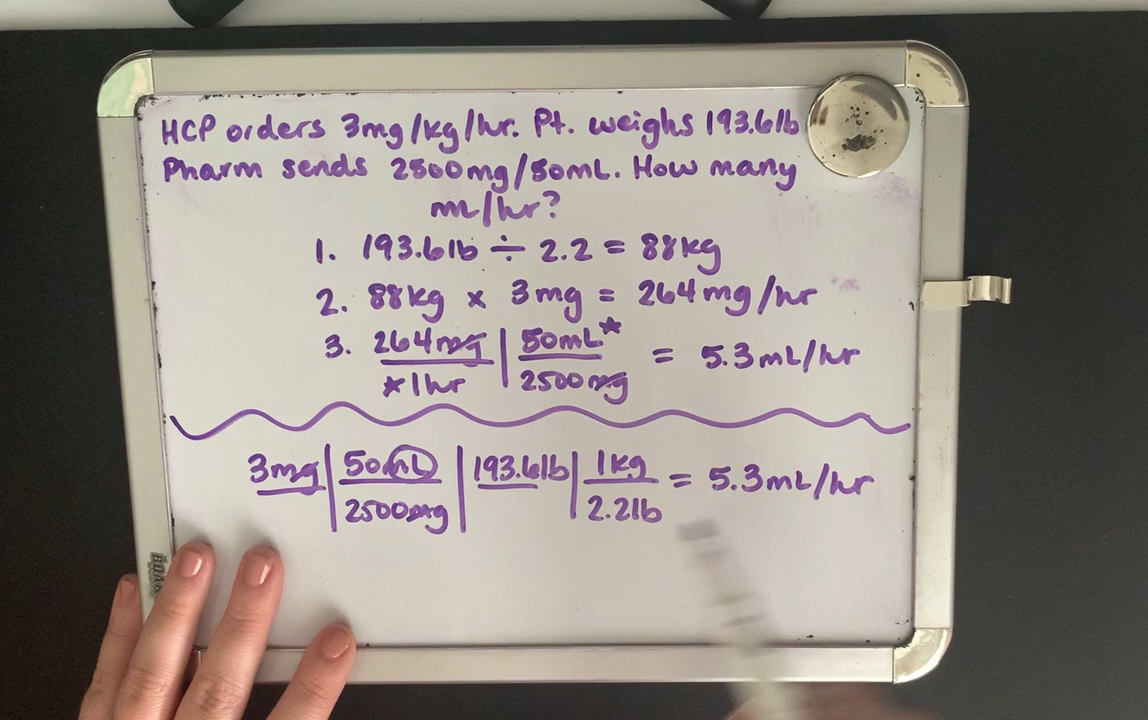 HCP orders 3mg/kg/hr. Pt. weighs 193.6lb
Pharm sends 2500mg/50mL. How many
mL/hr?
1. 193.6lb ÷ 2.2 = 88kg
2. 88kg x 3mg = 264mg/hr
3. 264mg | 50mL* = 5.3mL/hr
*1hr | 2500mg
3mg | 50mL | 193.6lb | 1kg = 5.3mL/hr
2500mg | 2.2lb